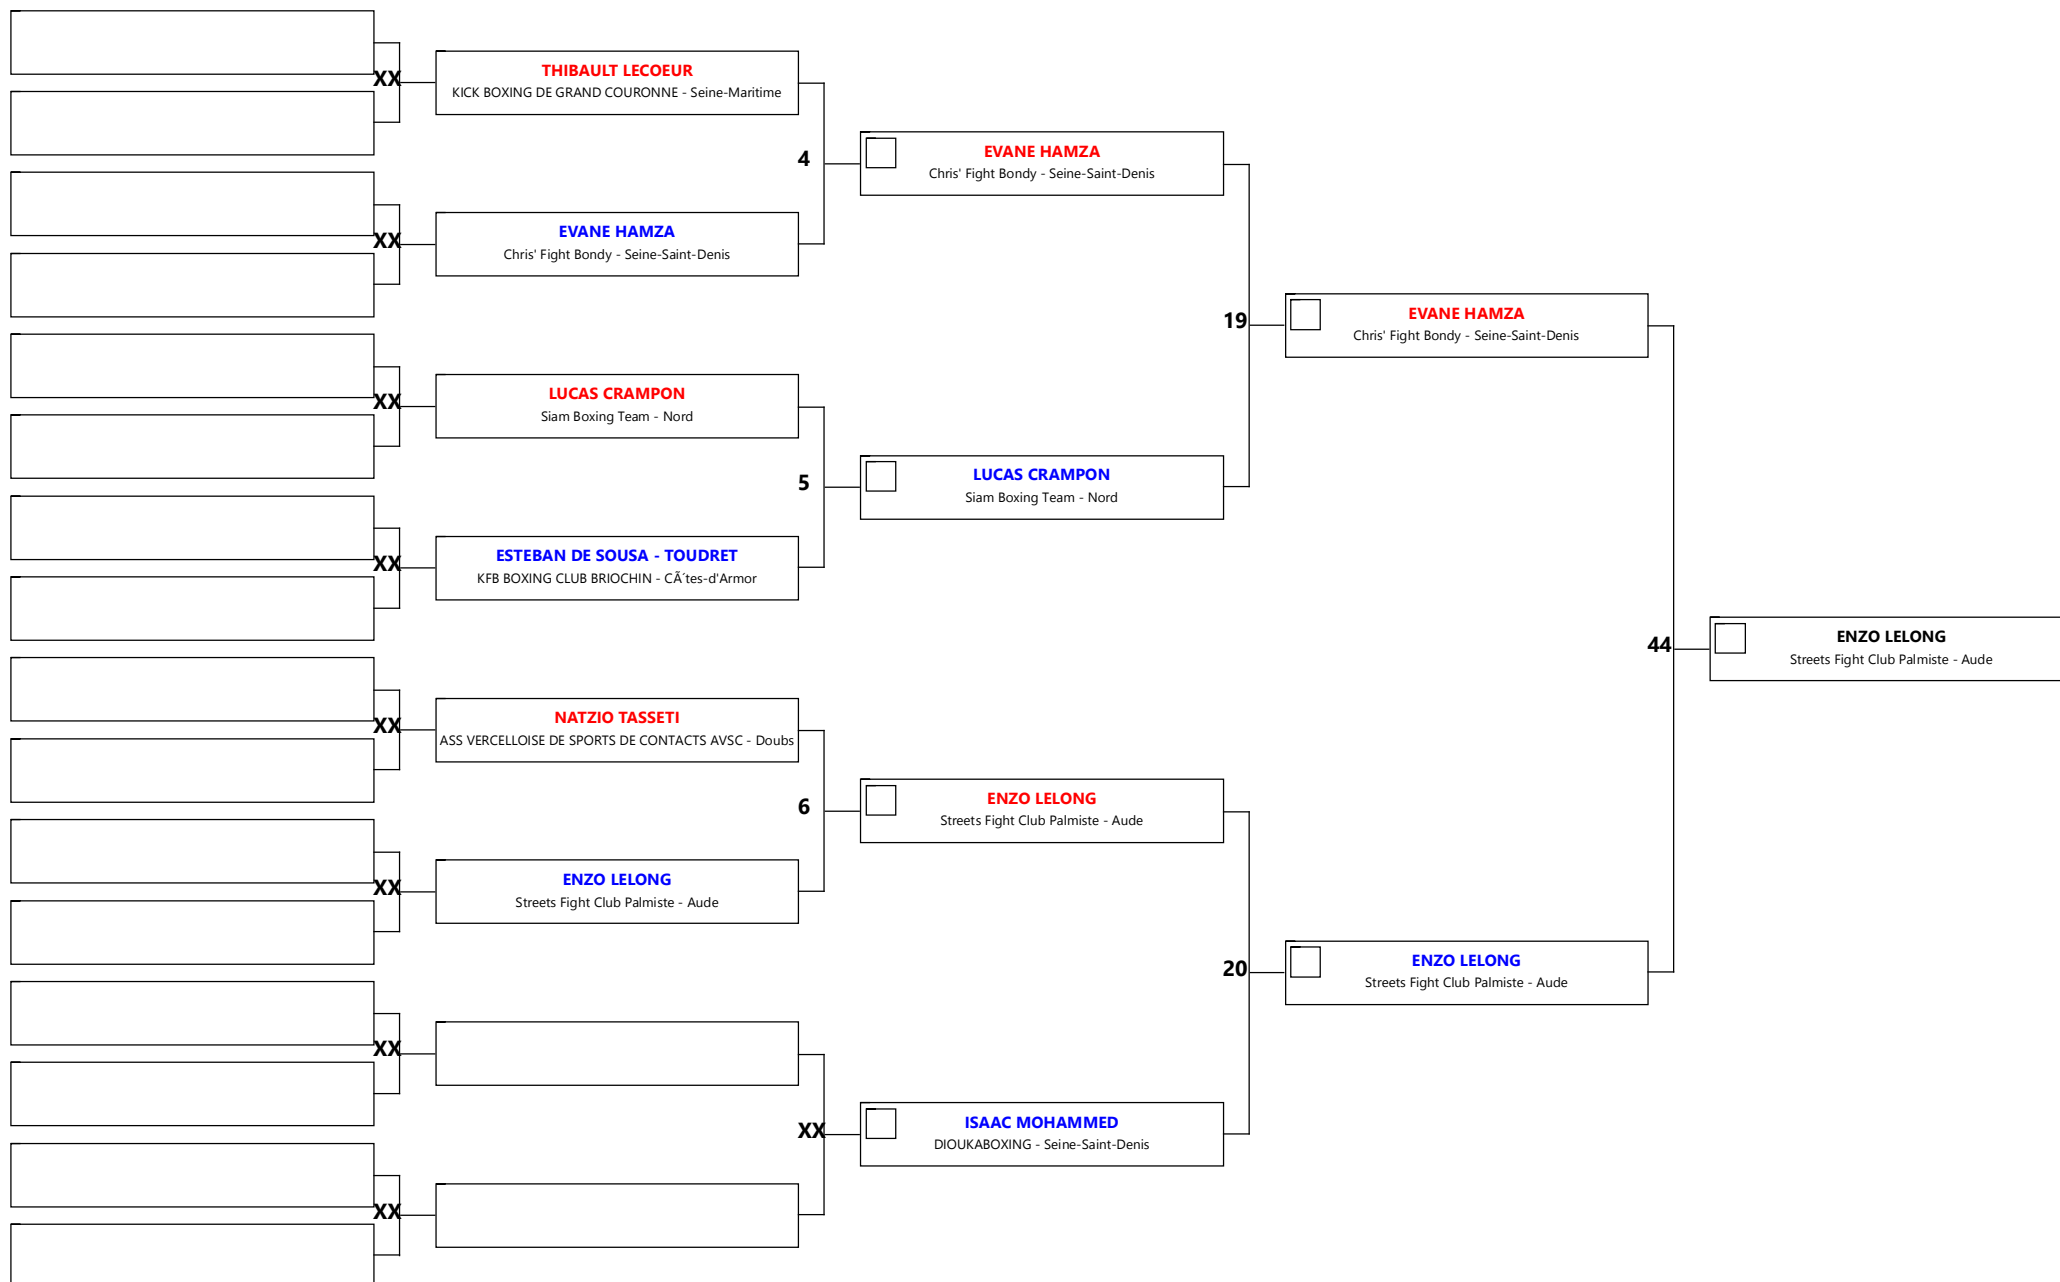 XX
THIBAULT LECOEUR
KICK BOXING DE GRAND COURONNE - Seine-Maritime
4
EVANE HAMZA
Chris' Fight Bondy - Seine-Saint-Denis
XX
EVANE HAMZA
Chris' Fight Bondy - Seine-Saint-Denis
19
EVANE HAMZA
Chris' Fight Bondy - Seine-Saint-Denis
XX
LUCAS CRAMPON
Siam Boxing Team - Nord
5
LUCAS CRAMPON
Siam Boxing Team - Nord
XX
ESTEBAN DE SOUSA - TOUDRET
KFB BOXING CLUB BRIOCHIN - CÃ´tes-d'Armor
44
ENZO LELONG
Streets Fight Club Palmiste - Aude
XX
NATZIO TASSETI
ASS VERCELLOISE DE SPORTS DE CONTACTS AVSC - Doubs
6
ENZO LELONG
Streets Fight Club Palmiste - Aude
XX
ENZO LELONG
Streets Fight Club Palmiste - Aude
20
ENZO LELONG
Streets Fight Club Palmiste - Aude
XX
XX
ISAAC MOHAMMED
DIOUKABOXING - Seine-Saint-Denis
XX